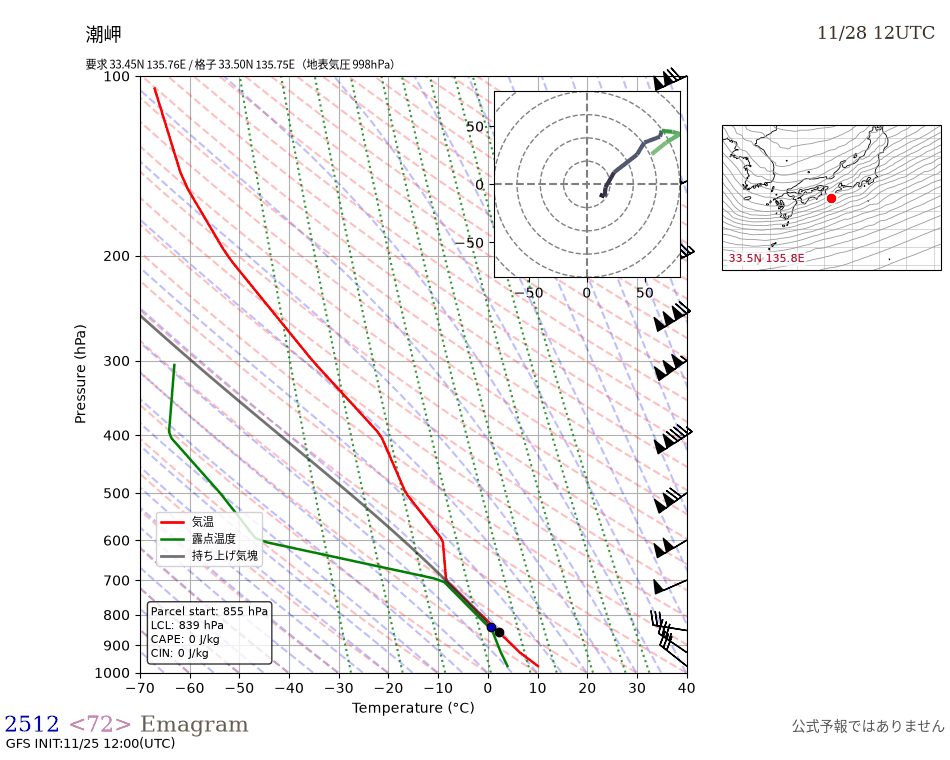 潮岬
11/28 12UTC
要求 33.45N 135.76E / 格子 33.50N 135.75E（地表気圧 998hPa）
100
200
300
400
500
600
700
800
900
1000
Pressure (hPa)
50
0
−50
−50 0 50
33.5N 135.8E
気温
露点温度
持ち上げ気塊
Parcel start: 855 hPa
LCL: 839 hPa
CAPE: 0 J/kg
CIN: 0 J/kg
−70 −60 −50 −40 −30 −20 −10 0 10 20 30 40
Temperature (°C)
2512 <72> Emagram
公式予報ではありません
GFS INIT:11/25 12:00(UTC)